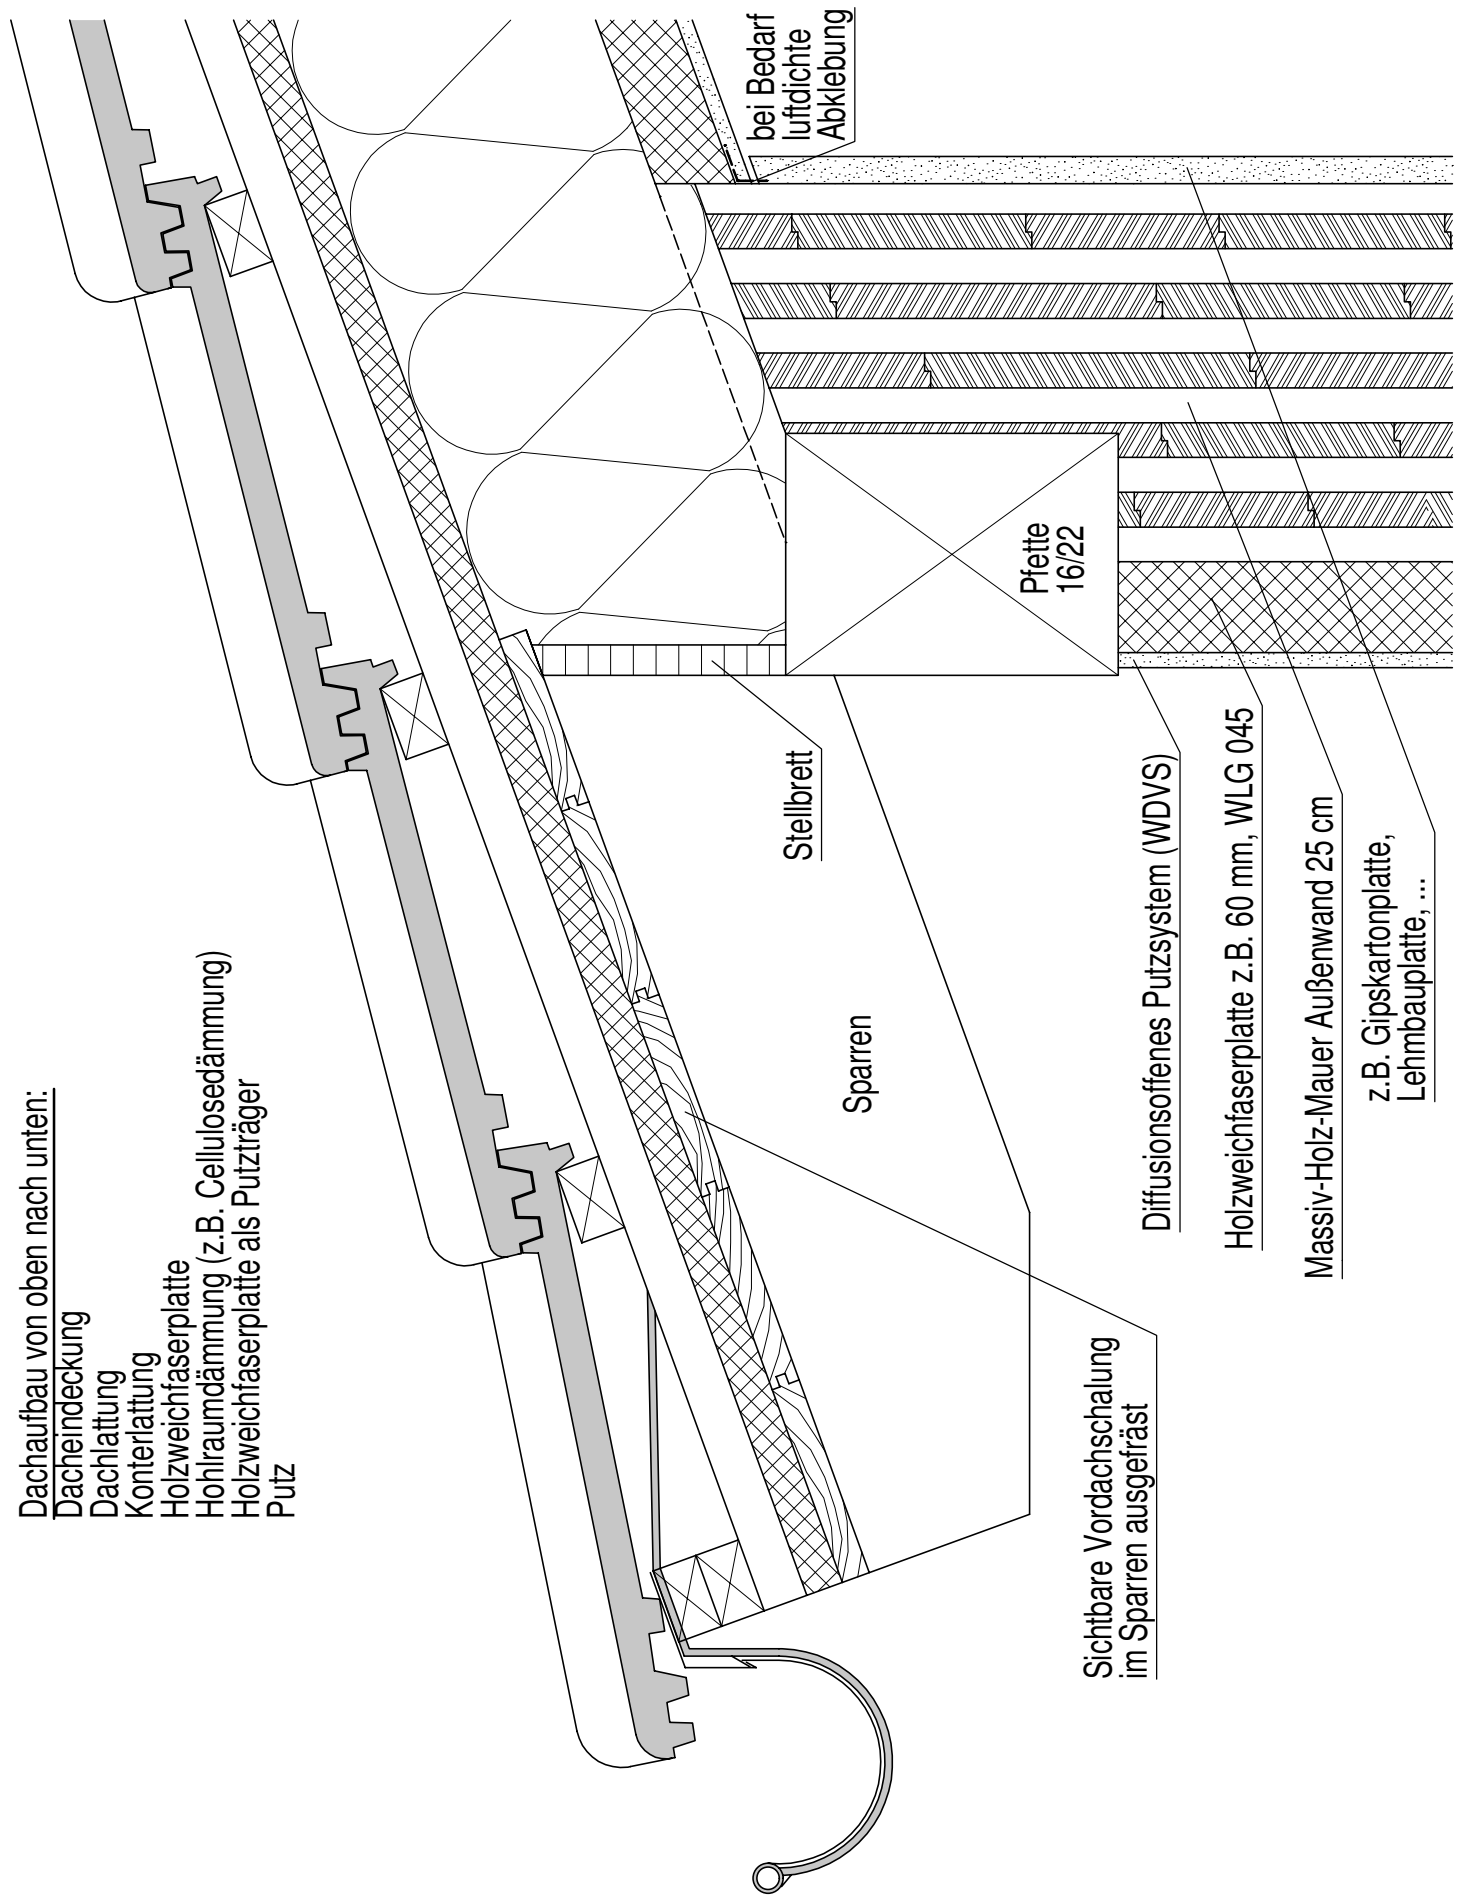 Dachaufbau von oben nach unten:
Dacheindeckung
Dachlattung
Konterlattung
Holzweichfaserplatte
Hohlraumdämmung (z.B. Cellulosedämmung)
Holzweichfaserplatte als Putzträger
Putz
bei Bedarf
luftdichte
Abklebung
Pfette
16/22
Stellbrett
Sparren
Sichtbare Vordachschalung
im Sparren ausgefräst
Diffusionsoffenes Putzsystem (WDVS)
Holzweichfaserplatte z.B. 60 mm, WLG 045
Massiv-Holz-Mauer Außenwand 25 cm
z.B. Gipskartonplatte,
Lehmbauplatte, ...